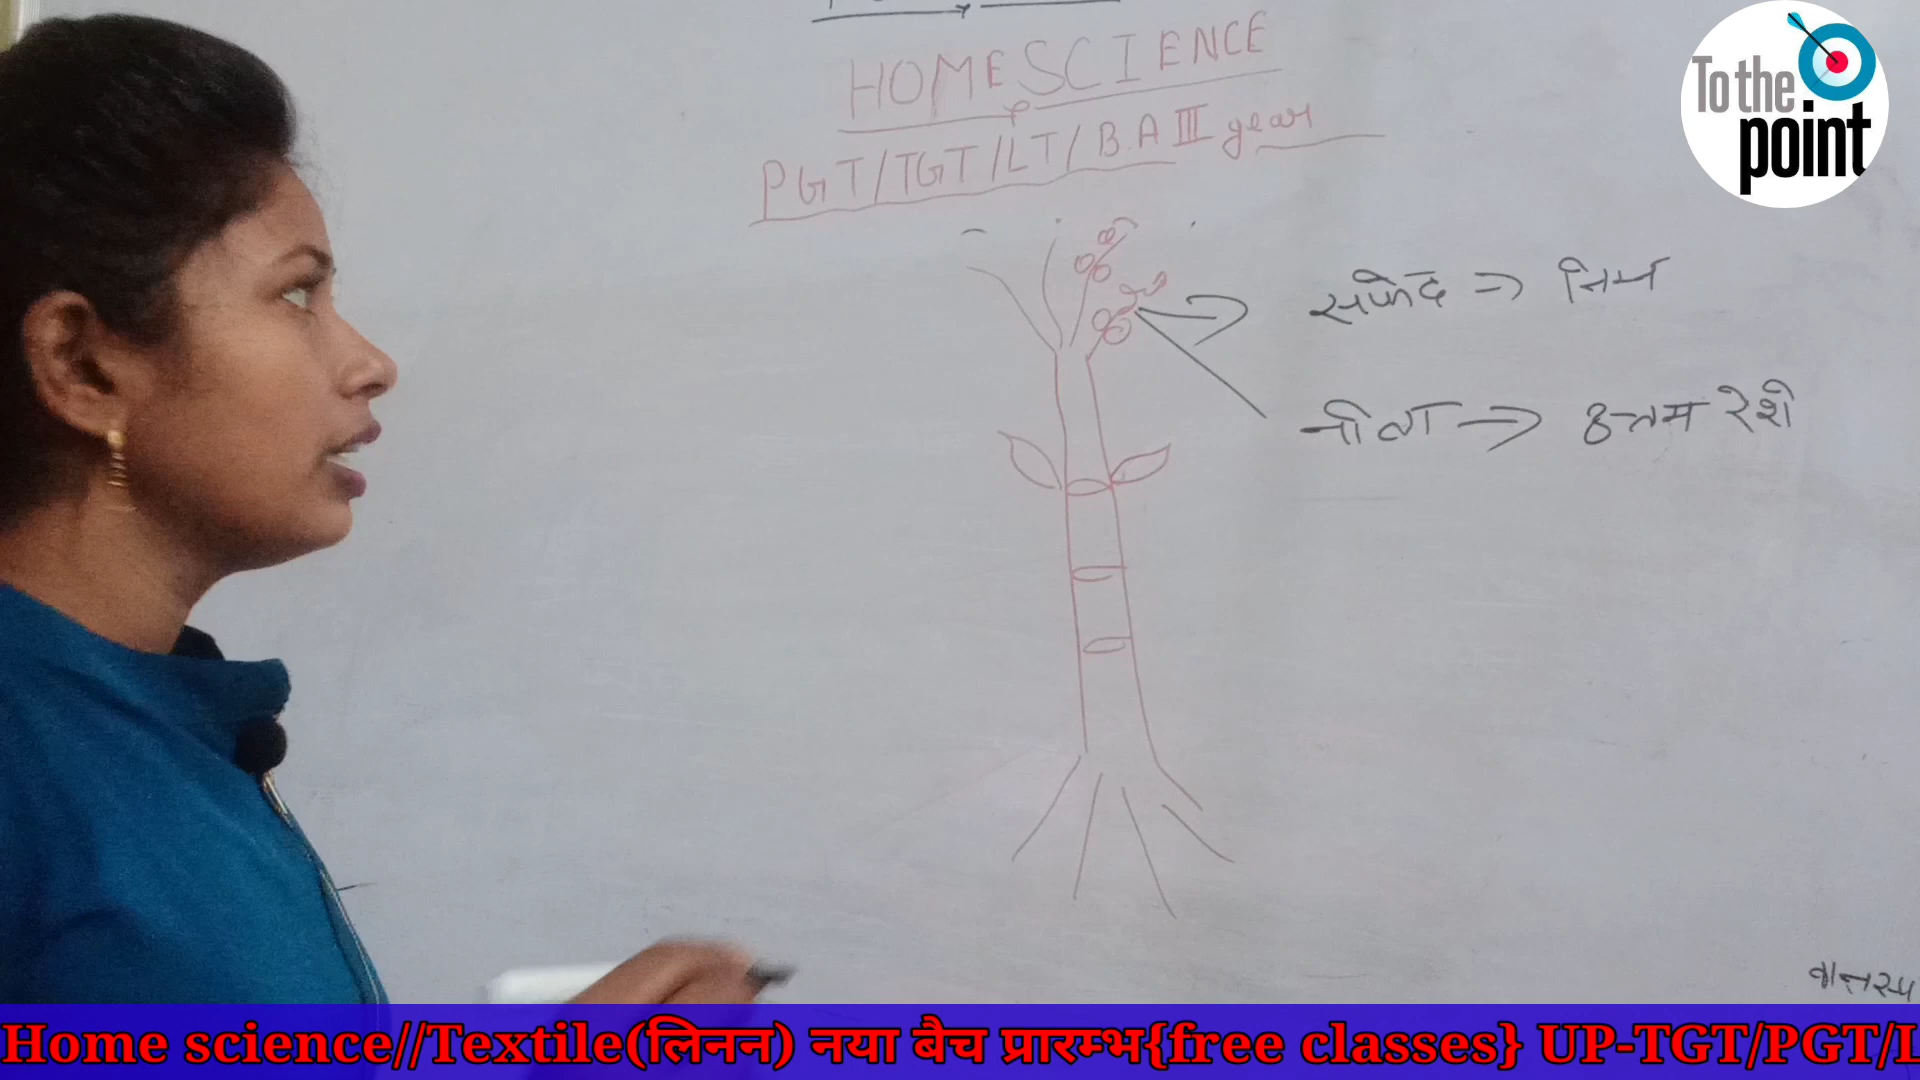 HOME SCIENCE
PGT/TGT/LT/B.A III year
To the
point
सफेद → निम्न
नीला → उत्तम रेशे
Home science//Textile(लिनन) नया बैच प्रारम्भ{free classes} UP-TGT/PGT/L